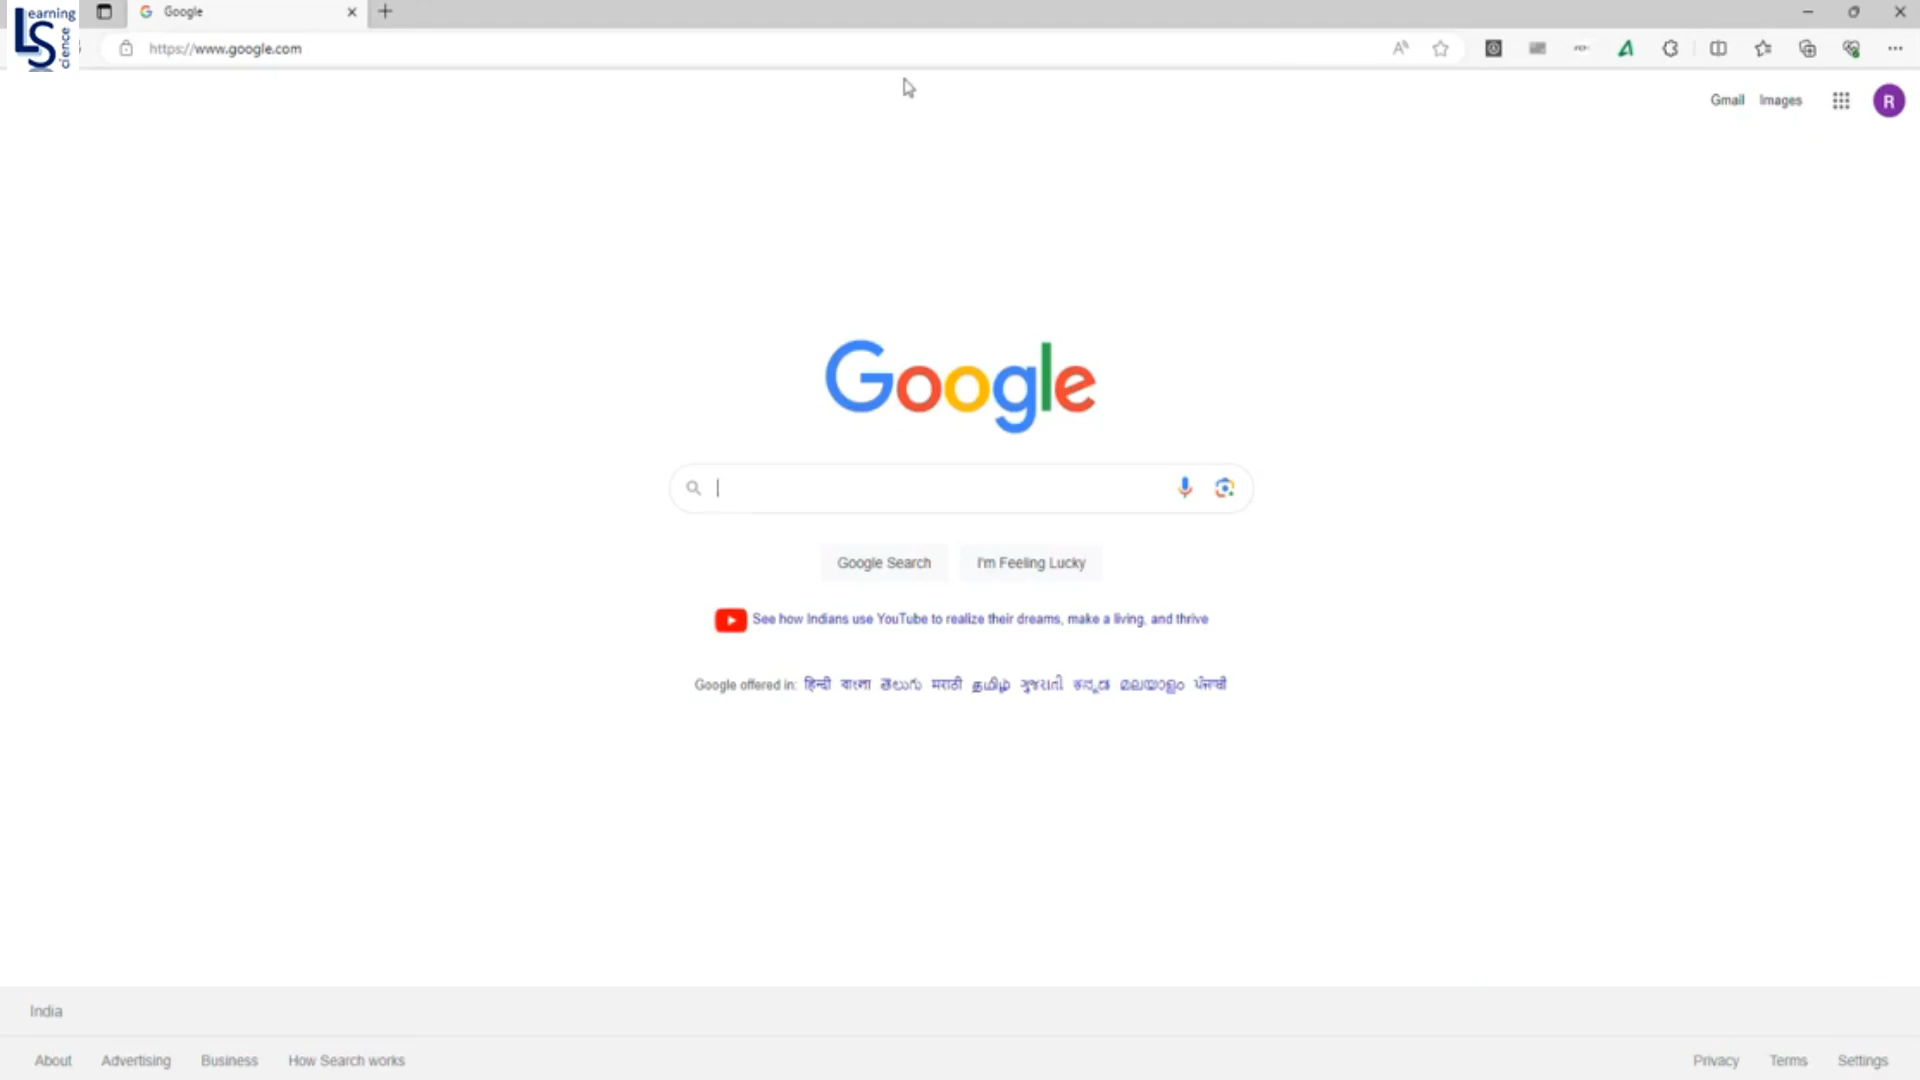 Learning Science
Google
https://www.google.com
Gmail Images
R
Google
Google Search I'm Feeling Lucky
See how Indians use YouTube to realize their dreams, make a living, and thrive
Google offered in: हिन्दी বাংলা తెలుగు मराठी தமிழ் ગુજરાતી ಕನ್ನಡ മലയാളം ਪੰਜਾਬੀ
India
About Advertising Business How Search works Privacy Terms Settings